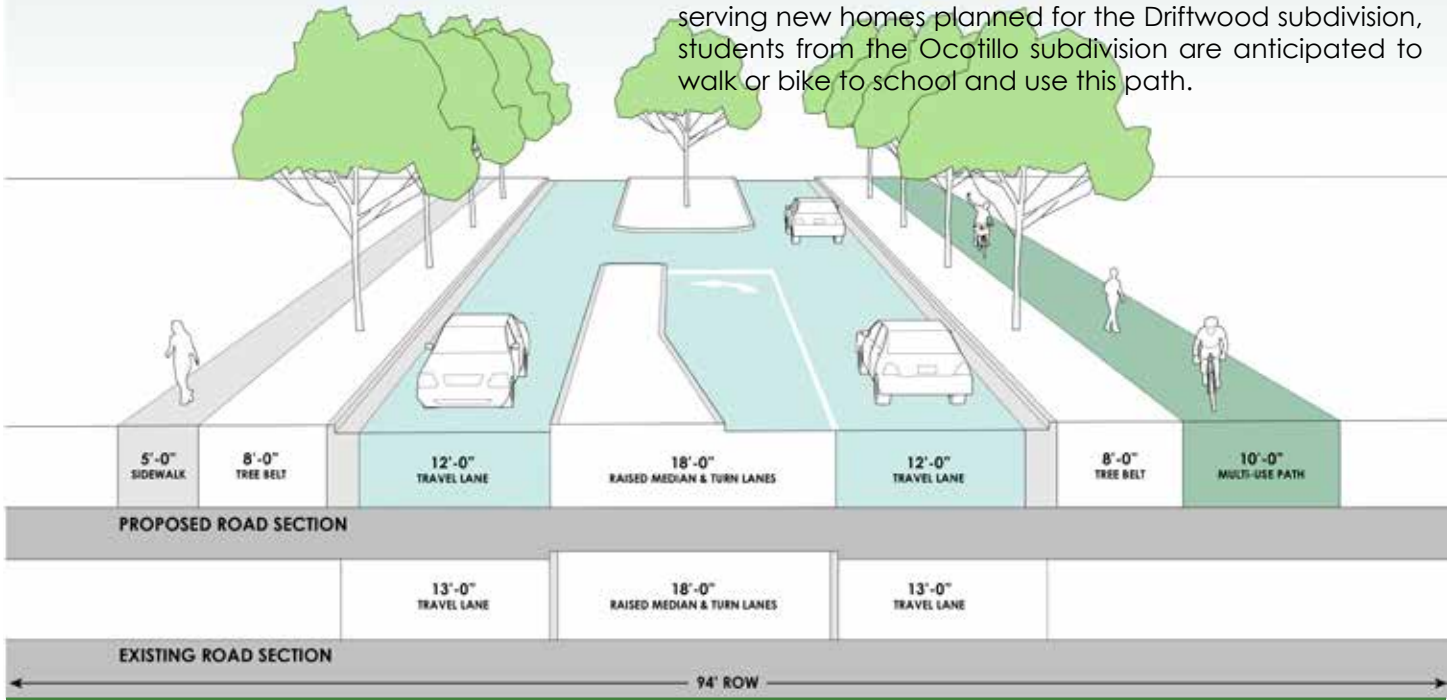 serving new homes planned for the Driftwood subdivision,
students from the Ocotillo subdivision are anticipated to
walk or bike to school and use this path.
5'-0"
SIDEWALK
8'-0"
TREE BELT
12'-0"
TRAVEL LANE
18'-0"
RAISED MEDIAN & TURN LANES
12'-0"
TRAVEL LANE
8'-0"
TREE BELT
10'-0"
MULTI-USE PATH
PROPOSED ROAD SECTION
13'-0"
TRAVEL LANE
18'-0"
RAISED MEDIAN & TURN LANES
13'-0"
TRAVEL LANE
EXISTING ROAD SECTION
94' ROW